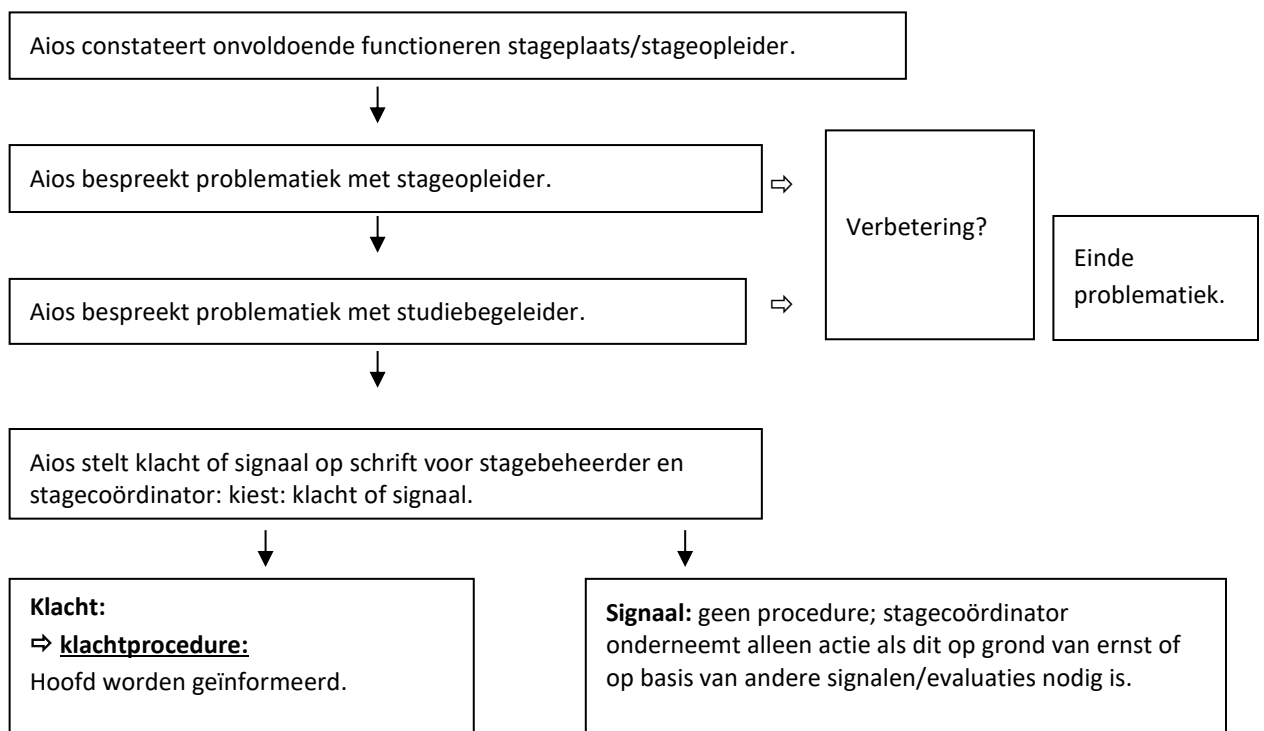 Aios constateert onvoldoende functioneren stageplaats/stageopleider.
Aios bespreekt problematiek met stageopleider.
⇨
Verbetering?
Einde
problematiek.
Aios bespreekt problematiek met studiebegeleider.
⇨
Aios stelt klacht of signaal op schrift voor stagebeheerder en
stagecoördinator: kiest: klacht of signaal.
Klacht:
⇨ klachtprocedure:
Hoofd worden geïnformeerd.
Signaal: geen procedure; stagecoördinator
onderneemt alleen actie als dit op grond van ernst of
op basis van andere signalen/evaluaties nodig is.